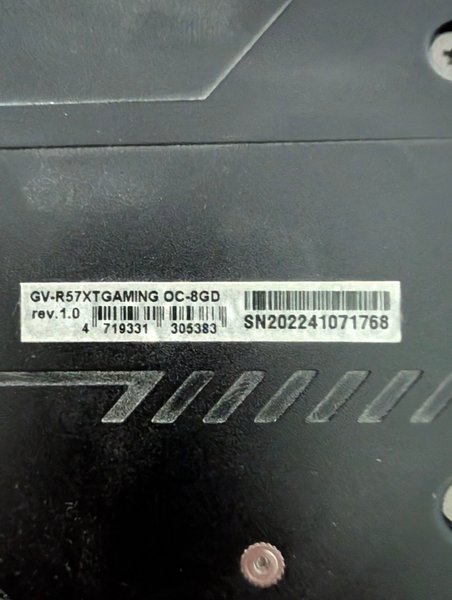 GV-R57XTGAMING OC-8GD
rev.1.0
4 719331 305383
SN202241071768